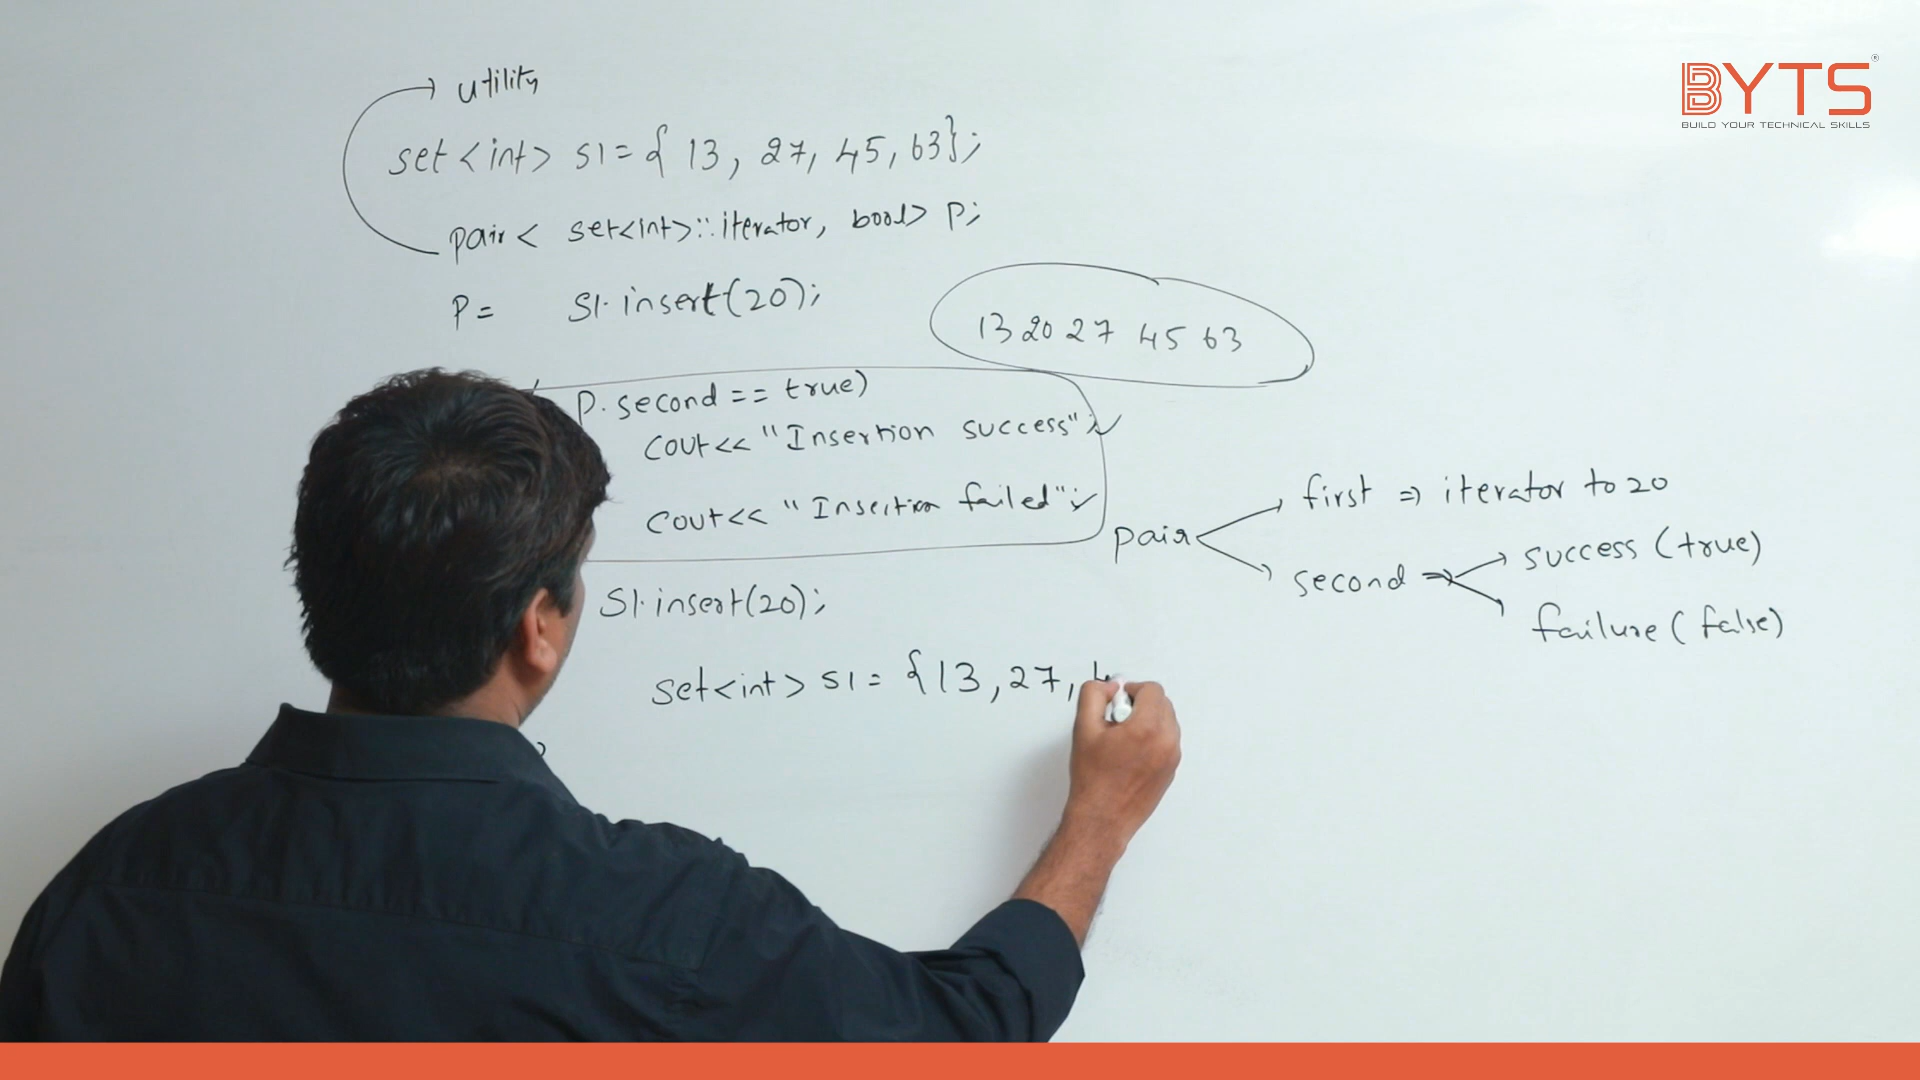 BYTS®
BUILD YOUR TECHNICAL SKILLS
utility
set<int> s1 = { 13, 27, 45, 63};
pair< set<int>::iterator, bool> p;
P = S1.insert(20);
13 20 27 45 63
P.second == true)
cout<< "Insertion success";
cout<< "Insertion failed";
pair
first ⇒ iterator to 20
second ⇒
success (true)
failure (false)
S1.insert(20);
set<int> s1 = {13, 27,